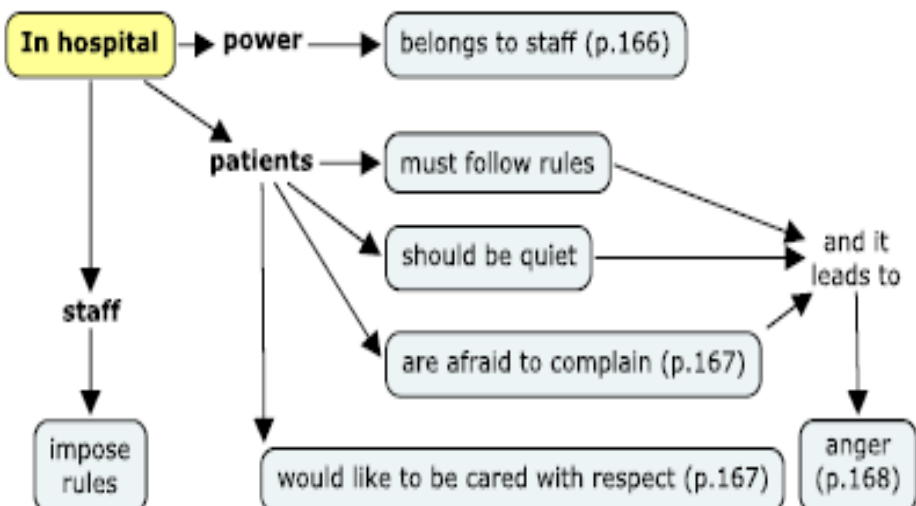 In hospital
power
belongs to staff (p.166)
patients
must follow rules
should be quiet
and it
leads to
staff
are afraid to complain (p.167)
impose
rules
would like to be cared with respect (p.167)
anger
(p.168)